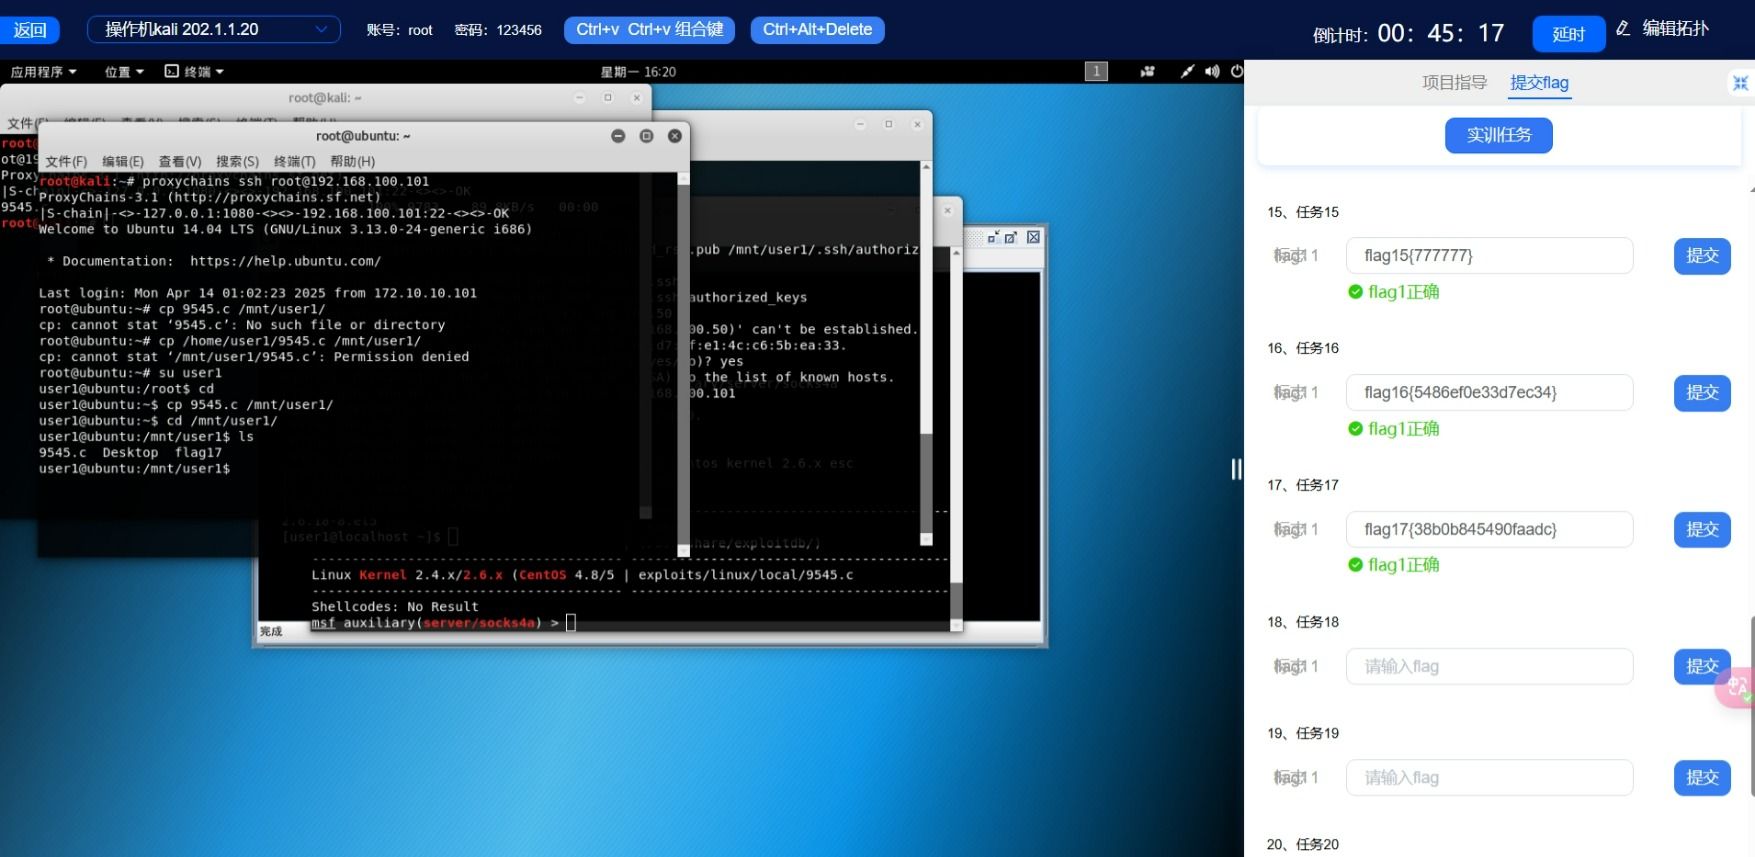 返回
操作机kali 202.1.1.20
账号：root
密码：123456
Ctrl+v Ctrl+v 组合键
Ctrl+Alt+Delete
倒计时：00：45：17
延时
编辑拓扑
应用程序
位置
终端
星期一 16:20
1
root@kali: ~
root@ubuntu: ~
文件(F) 编辑(E) 查看(V) 搜索(S) 终端(T) 帮助(H)
root@kali:~# proxychains ssh root@192.168.100.101
ProxyChains-3.1 (http://proxychains.sf.net)
|S-chain|-<>-127.0.0.1:1080-<><>-192.168.100.101:22-<><>-OK
Welcome to Ubuntu 14.04 LTS (GNU/Linux 3.13.0-24-generic i686)
* Documentation:  https://help.ubuntu.com/
Last login: Mon Apr 14 01:02:23 2025 from 172.10.10.101
root@ubuntu:~# cp 9545.c /mnt/user1/
cp: cannot stat ‘9545.c’: No such file or directory
root@ubuntu:~# cp /home/user1/9545.c /mnt/user1/
cp: cannot stat ‘/mnt/user1/9545.c’: Permission denied
root@ubuntu:~# su user1
user1@ubuntu:/root$ cd
user1@ubuntu:~$ cp 9545.c /mnt/user1/
user1@ubuntu:~$ cd /mnt/user1/
user1@ubuntu:/mnt/user1$ ls
9545.c  Desktop  flag17
user1@ubuntu:/mnt/user1$
.pub /mnt/user1/.ssh/authoriz
authorized_keys
00.50)' can't be established.
f:e1:4c:c6:5b:ea:33.
)? yes
the list of known hosts.
00.101
tos kernel 2.6.x esc
[user1@localhost ~]$
Linux Kernel 2.4.x/2.6.x (CentOS 4.8/5 | exploits/linux/local/9545.c
Shellcodes: No Result
msf auxiliary(server/socks4a) >
完成
项目指导
提交flag
实训任务
15、任务15
flag15{777777}
提交
flag1正确
16、任务16
flag16{5486ef0e33d7ec34}
提交
flag1正确
17、任务17
flag17{38b0b845490faadc}
提交
flag1正确
18、任务18
请输入flag
提交
19、任务19
请输入flag
提交
20、任务20